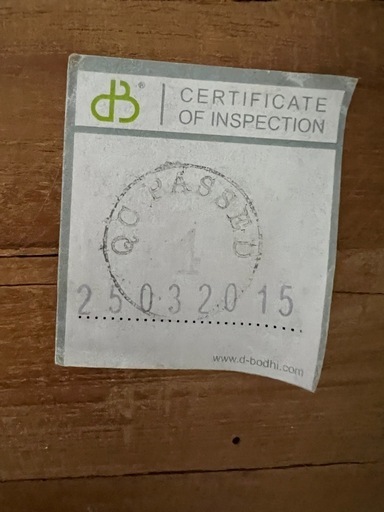 dB® | CERTIFICATE
OF INSPECTION
QC PASSED
1
25032015
www.d-bodhi.com